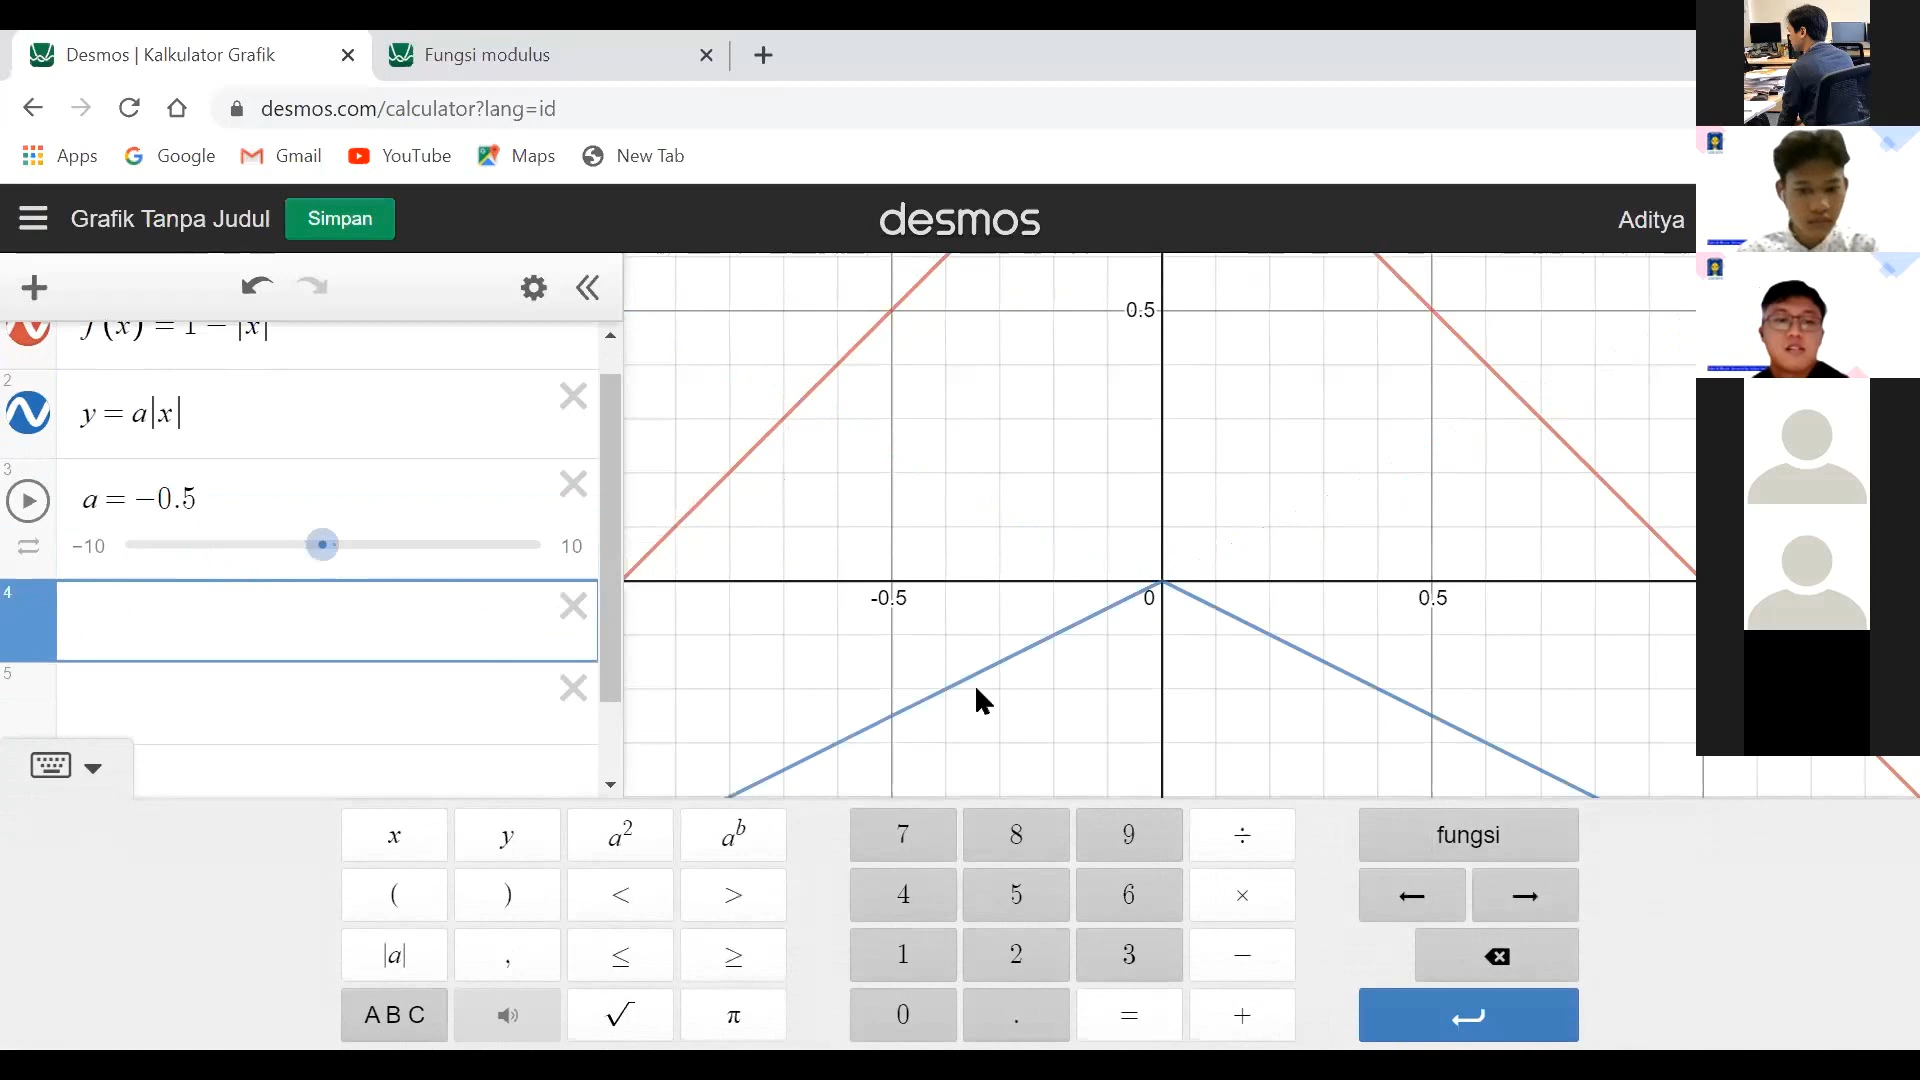 Desmos | Kalkulator Grafik
Fungsi modulus
desmos.com/calculator?lang=id
Apps
Google
Gmail
YouTube
Maps
New Tab
Grafik Tanpa Judul
Simpan
desmos
Aditya
f(x) = 1 − |x|
2
y = a|x|
3
a = −0.5
−10
10
4
5
0.5
-0.5
0
0.5
x y a² aᵇ 7 8 9 ÷ fungsi
( ) < > 4 5 6 × ← →
|a| , ≤ ≥ 1 2 3 −
A B C √ π 0 . = +